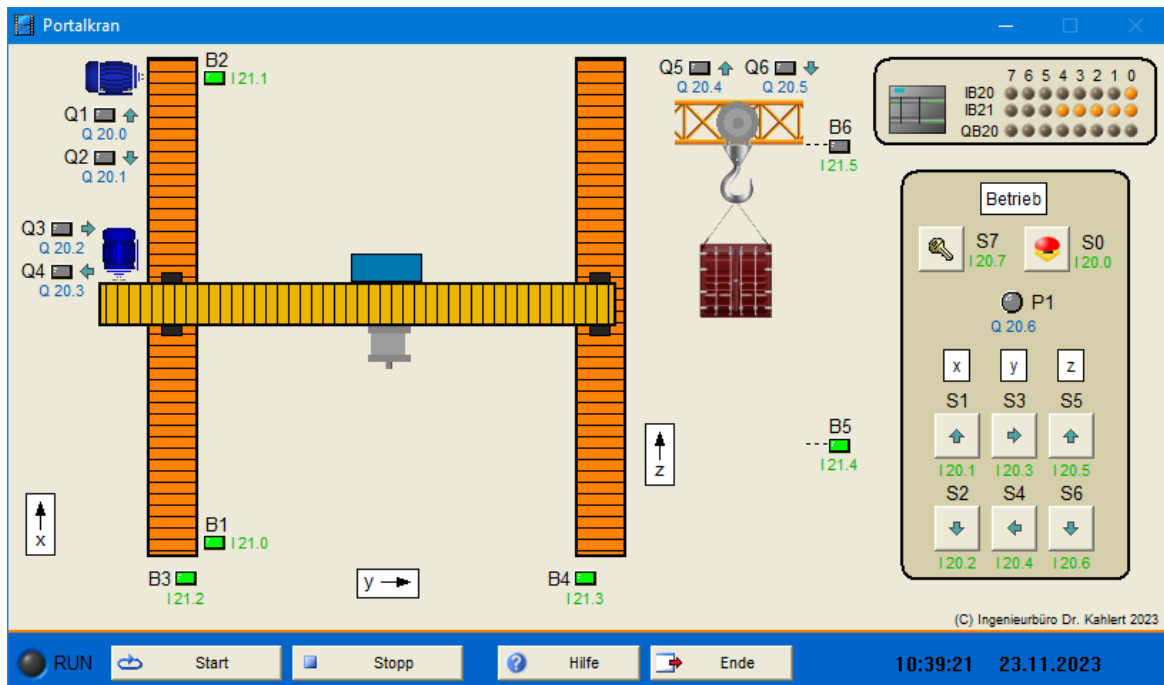 Portalkran
B2
I 21.1
Q1
Q 20.0
Q2
Q 20.1
Q3
Q 20.2
Q4
Q 20.3
B1
I 21.0
B3
I 21.2
B4
I 21.3
x
y
z
Q5 Q6
Q 20.4 Q 20.5
B6
I 21.5
B5
I 21.4
7 6 5 4 3 2 1 0
IB20
IB21
QB20
Betrieb
S7 S0
I 20.7 I 20.0
P1
Q 20.6
x y z
S1 S3 S5
I 20.1 I 20.3 I 20.5
S2 S4 S6
I 20.2 I 20.4 I 20.6
(C) Ingenieurbüro Dr. Kahlert 2023
RUN Start Stopp Hilfe Ende 10:39:21 23.11.2023